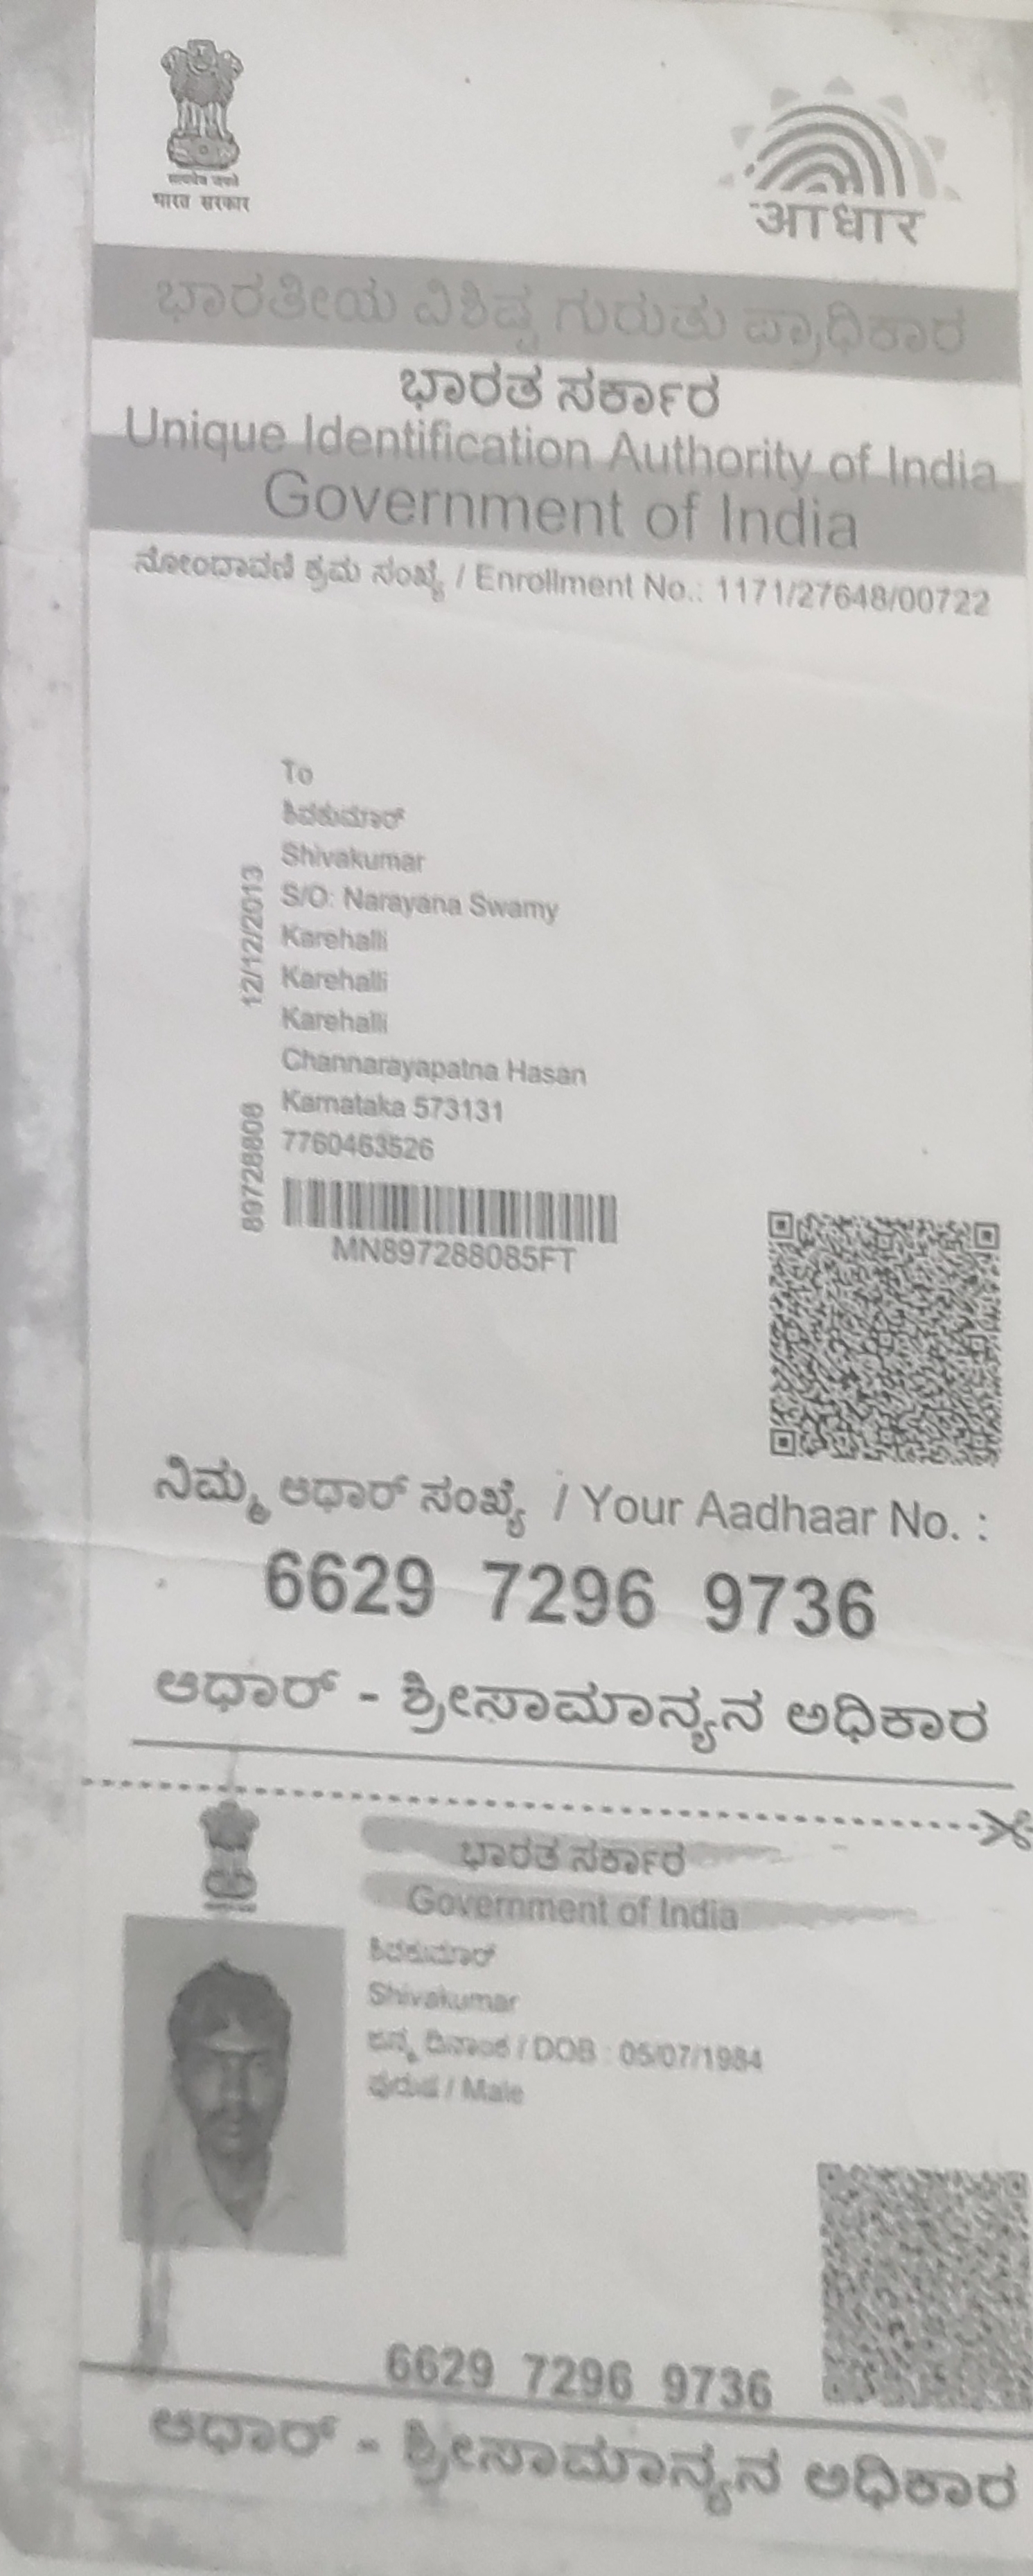 भारत सरकार
आधार
ಭಾರತೀಯ ವಿಶಿಷ್ಟ ಗುರುತು ಪ್ರಾಧಿಕಾರ
ಭಾರತ ಸರ್ಕಾರ
Unique Identification Authority of India
Government of India
ನೋಂದಾವಣಿ ಕ್ರಮ ಸಂಖ್ಯೆ / Enrollment No.: 1171/27648/00722
To
ಶಿವಕುಮಾರ್
Shivakumar
S/O: Narayana Swamy
Karehalli
Karehalli
Karehalli
Channarayapatna Hasan
Karnataka 573131
7760463526
12/12/2013
89728808
MN897288085FT
ನಿಮ್ಮ ಆಧಾರ್ ಸಂಖ್ಯೆ / Your Aadhaar No. :
6629 7296 9736
ಆಧಾರ್ - ಶ್ರೀಸಾಮಾನ್ಯನ ಅಧಿಕಾರ
ಭಾರತ ಸರ್ಕಾರ
Government of India
ಶಿವಕುಮಾರ್
Shivakumar
ಜನ್ಮ ದಿನಾಂಕ / DOB : 05/07/1984
ಪುರುಷ / Male
6629 7296 9736
ಆಧಾರ್ - ಶ್ರೀಸಾಮಾನ್ಯನ ಅಧಿಕಾರ